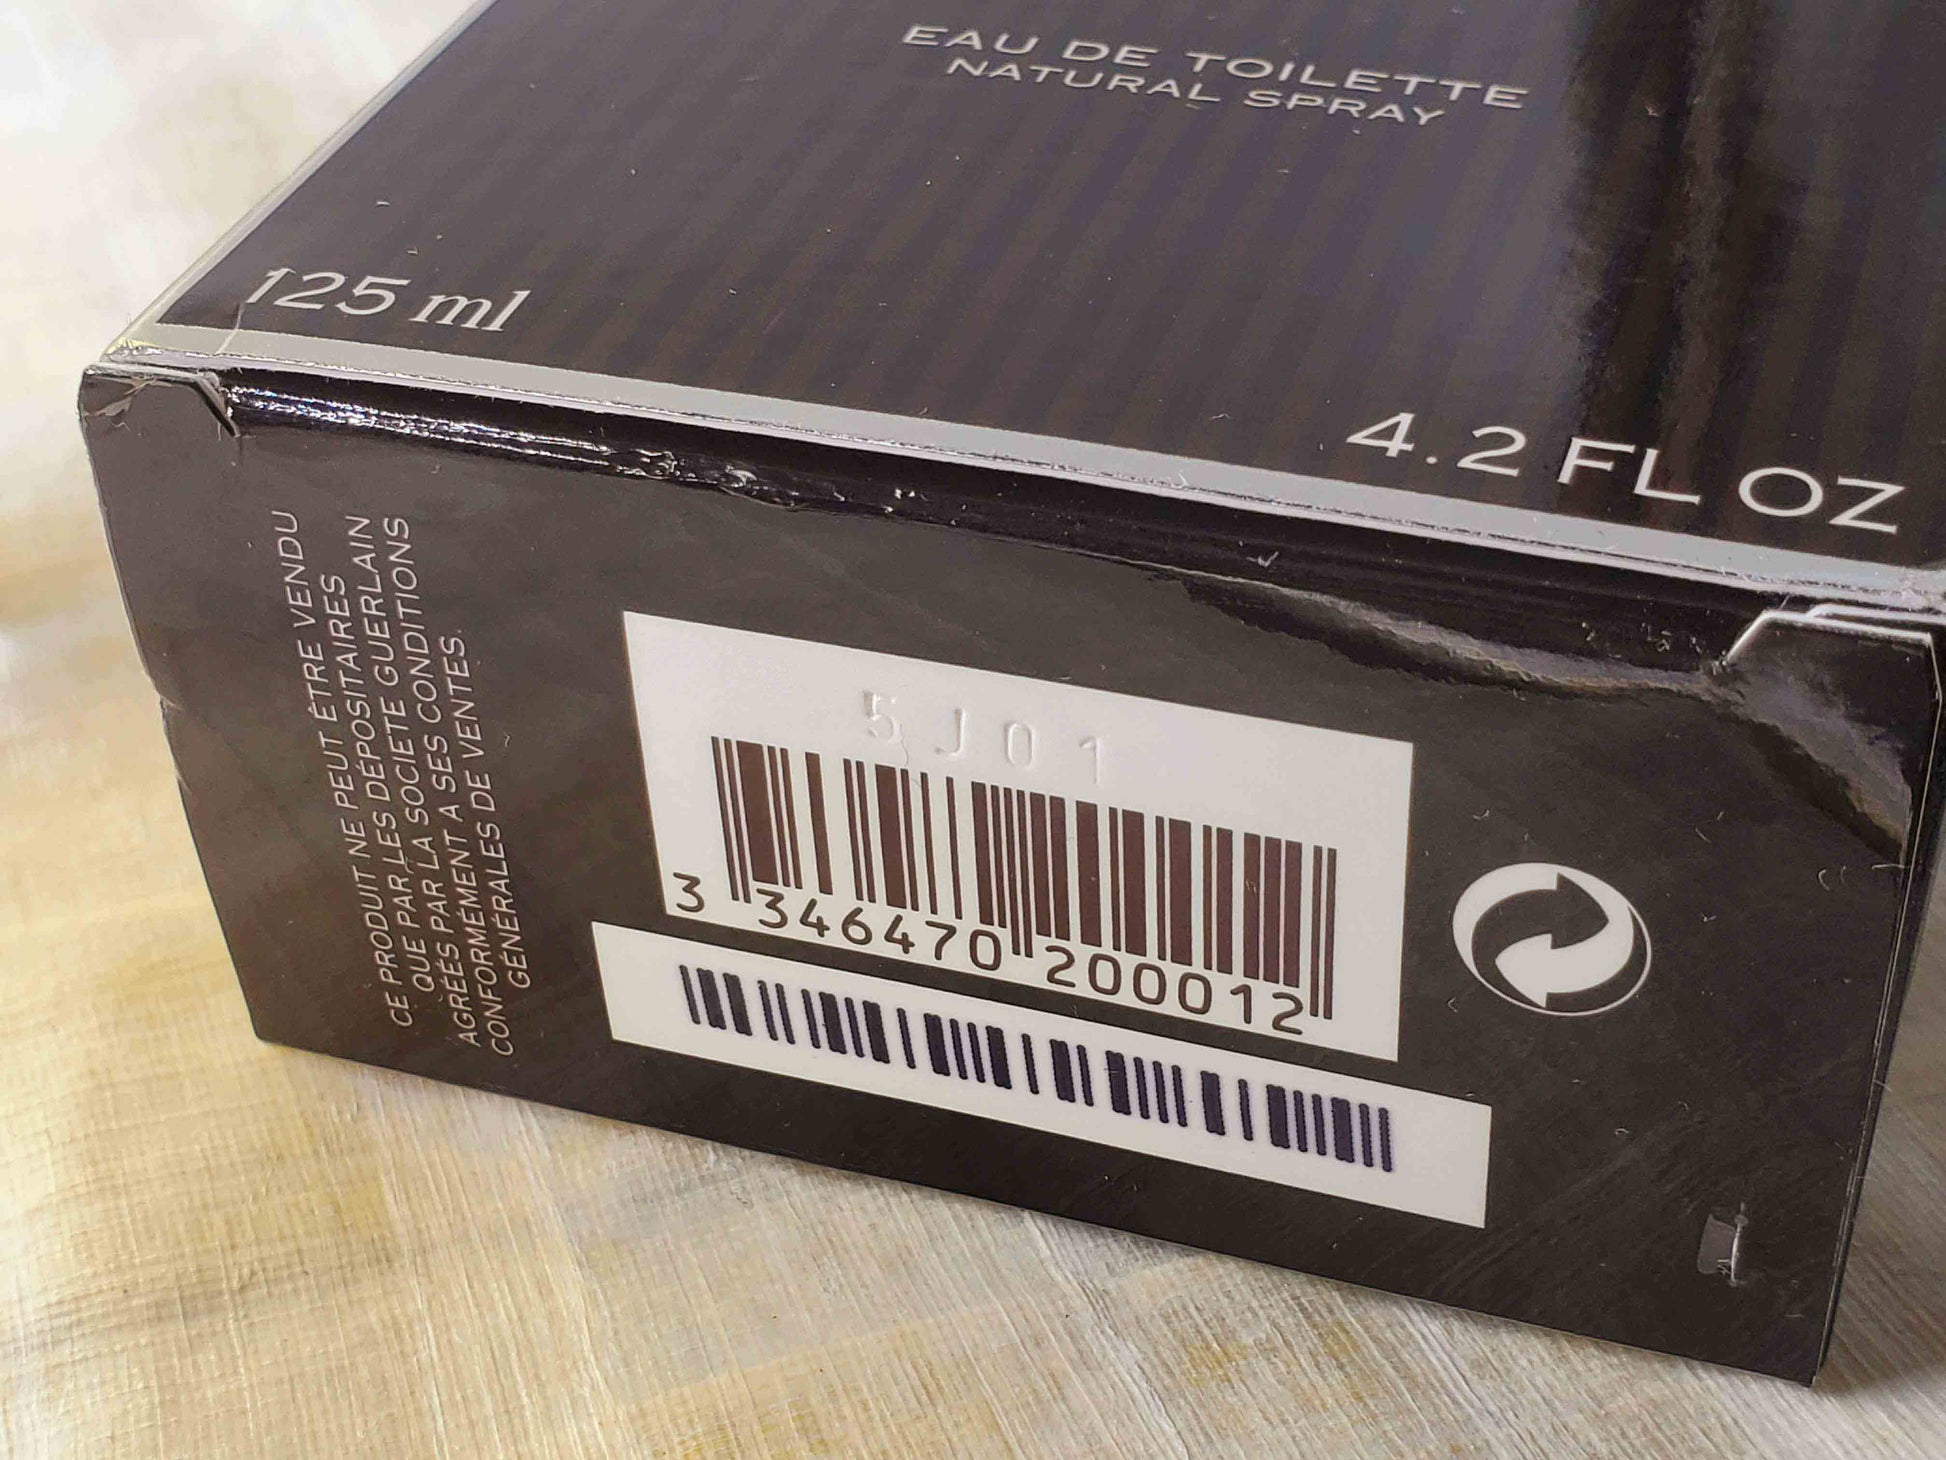 EAU DE TOILETTE
NATURAL SPRAY
125 ml
4.2 FL OZ
CE PRODUIT NE PEUT ÊTRE VENDU
QUE PAR LES DÉPOSITAIRES
AGRÉÉS PAR LA SOCIETE GUERLAIN
CONFORMÉMENT A SES CONDITIONS
GÉNÉRALES DE VENTES.
5J01
3 346470 200012